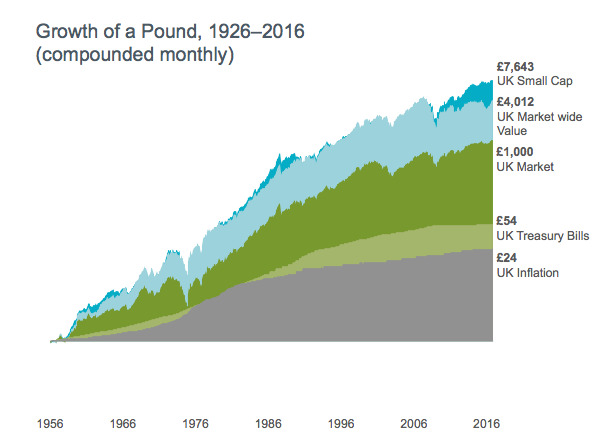 Growth of a Pound, 1926–2016
(compounded monthly)
£7,643
UK Small Cap
£4,012
UK Market wide
Value
£1,000
UK Market
£54
UK Treasury Bills
£24
UK Inflation
1956 1966 1976 1986 1996 2006 2016